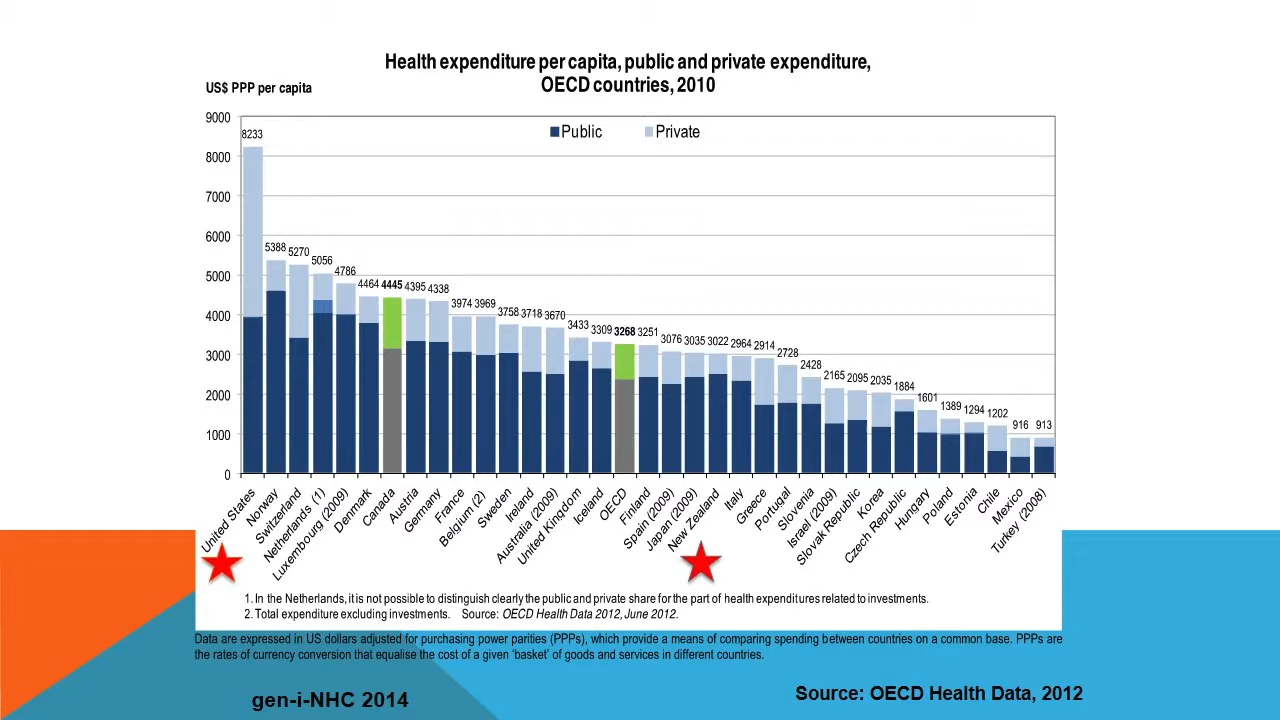 Health expenditure per capita, public and private expenditure,
OECD countries, 2010
US$ PPP per capita
Public
Private
9000
8000
7000
6000
5000
4000
3000
2000
1000
0
8233
5388
5270
5056
4786
4464
4445
4395
4338
3974
3969
3758
3718
3670
3433
3309
3268
3251
3076
3035
3022
2964
2914
2728
2428
2165
2095
2035
1884
1601
1389
1294
1202
916
913
United States
Norway
Switzerland
Netherlands (1)
Luxembourg (2009)
Denmark
Canada
Austria
Germany
France
Belgium (2)
Sweden
Ireland
Australia (2009)
United Kingdom
Iceland
OECD
Finland
Spain (2009)
Japan (2009)
New Zealand
Italy
Greece
Portugal
Slovenia
Israel (2009)
Slovak Republic
Korea
Czech Republic
Hungary
Poland
Estonia
Chile
Mexico
Turkey (2008)
1. In the Netherlands, it is not possible to distinguish clearly the public and private share for the part of health expenditures related to investments.
2. Total expenditure excluding investments. Source: OECD Health Data 2012, June 2012.
Data are expressed in US dollars adjusted for purchasing power parities (PPPs), which provide a means of comparing spending between countries on a common base. PPPs are
the rates of currency conversion that equalise the cost of a given ‘basket’ of goods and services in different countries.
gen-i-NHC 2014
Source: OECD Health Data, 2012